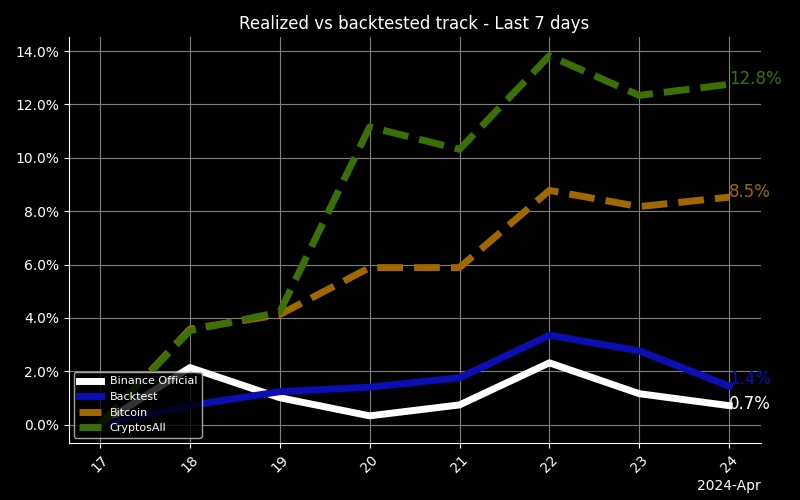 Realized vs backtested track - Last 7 days
14.0%
12.0%
10.0%
8.0%
6.0%
4.0%
2.0%
0.0%
12.8%
8.5%
1.4%
0.7%
Binance Official
Backtest
Bitcoin
CryptosAll
17 18 19 20 21 22 23 24
2024-Apr